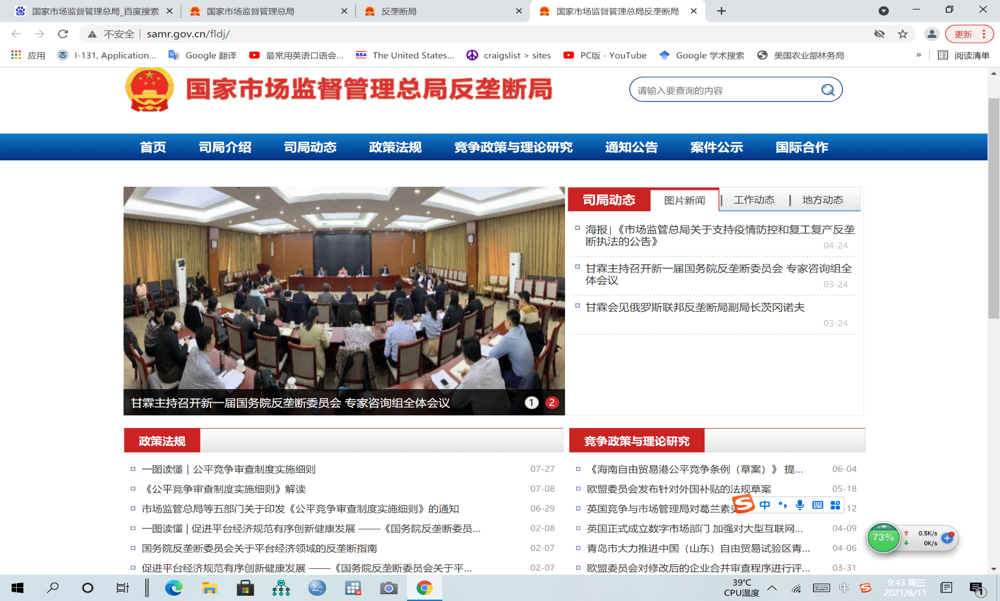 国家市场监督管理总局_百度搜索
国家市场监督管理总局
反垄断局
国家市场监督管理总局反垄断局
不安全 | samr.gov.cn/fldj/
更新
应用
I-131, Application...
Google 翻译
最常用英语口语会...
The United States...
craigslist > sites
PC版 - YouTube
Google 学术搜索
美国农业部林务局
»
阅读清单
国家市场监督管理总局反垄断局
请输入要查询的内容
首页 司局介绍 司局动态 政策法规 竞争政策与理论研究 通知公告 案件公示 国际合作
甘霖主持召开新一届国务院反垄断委员会 专家咨询组全体会议
1 2
司局动态 图片新闻 | 工作动态 | 地方动态
海报|《市场监管总局关于支持疫情防控和复工复产反垄
断执法的公告》
04-24
甘霖主持召开新一届国务院反垄断委员会 专家咨询组全
体会议
03-24
甘霖会见俄罗斯联邦反垄断局副局长茨冈诺夫
03-24
政策法规
一图读懂 | 公平竞争审查制度实施细则 07-27
《公平竞争审查制度实施细则》解读 07-08
市场监管总局等五部门关于印发《公平竞争审查制度实施细则》的通知 06-29
一图读懂 | 促进平台经济规范有序创新健康发展 ——《国务院反垄断委员... 02-08
国务院反垄断委员会关于平台经济领域的反垄断指南 02-07
促进平台经济规范有序创新健康发展 ——《国务院反垄断委员会关于平... 02-07
竞争政策与理论研究
《海南自由贸易港公平竞争条例（草案）》 提... 06-04
欧盟委员会发布针对外国补贴的法规草案 05-18
英国竞争与市场管理局对葛兰素 -12
英国正式成立数字市场部门 加强对大型互联网... 04-09
青岛市大力推进中国（山东）自由贸易试验区青... 04-06
欧盟委员会对修改后的企业合并审查程序进行评... 03-31
中
73%
0.5K/s
0K/s
14
39℃
CPU温度
中
9:43 周三
2021/8/11
1